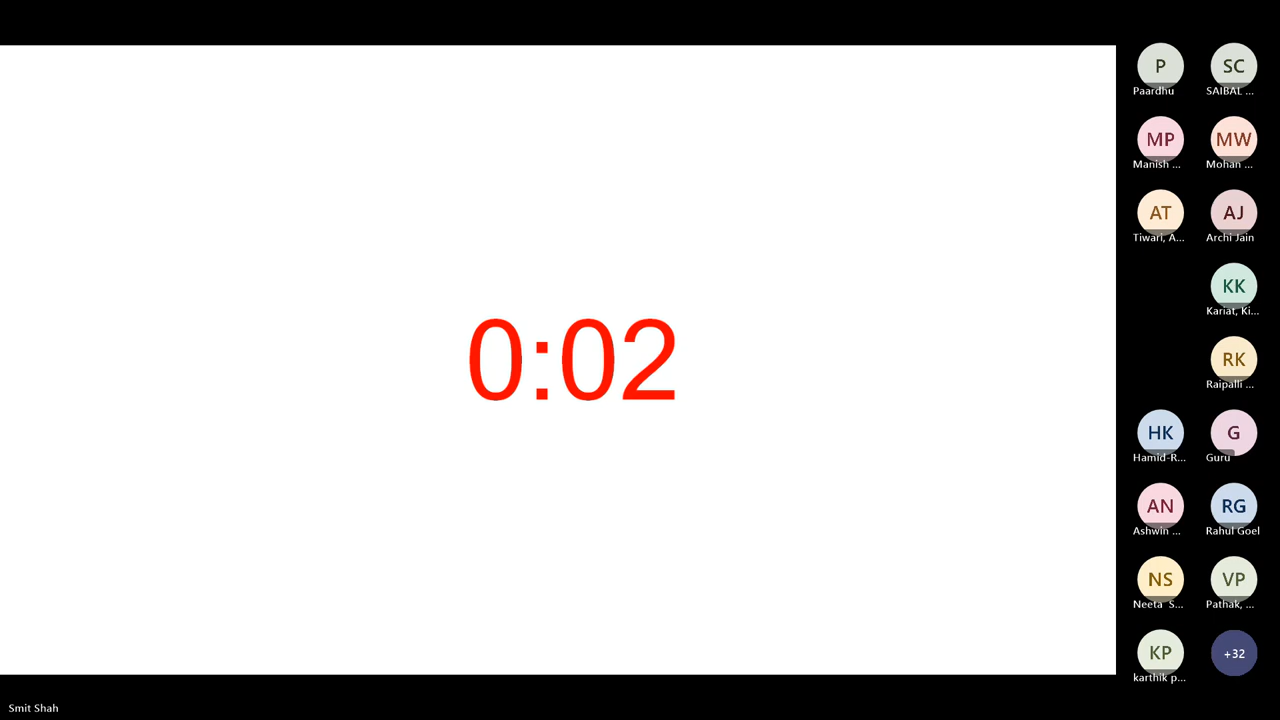 0:02
P
Paardhu
SC
SAIBAL ...
MP
Manish ...
MW
Mohan ...
AT
Tiwari, A...
AJ
Archi Jain
KK
Kariat, Ki...
RK
Raipalli ...
HK
Hamid-R...
G
Guru
AN
Ashwin ...
RG
Rahul Goel
NS
Neeta S...
VP
Pathak, ...
KP
karthik p...
+32
Smit Shah